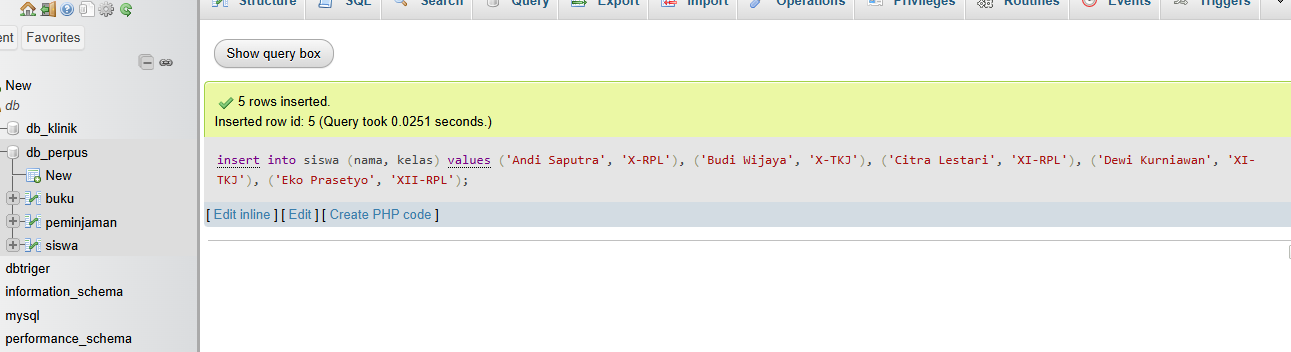 Structure SQL Search Query Export Import Operations Privileges Routines Events Triggers
ent Favorites
New
db
db_klinik
db_perpus
New
buku
peminjaman
siswa
dbtriger
information_schema
mysql
performance_schema
Show query box
5 rows inserted.
Inserted row id: 5 (Query took 0.0251 seconds.)
insert into siswa (nama, kelas) values ('Andi Saputra', 'X-RPL'), ('Budi Wijaya', 'X-TKJ'), ('Citra Lestari', 'XI-RPL'), ('Dewi Kurniawan', 'XI-
TKJ'), ('Eko Prasetyo', 'XII-RPL');
[ Edit inline ] [ Edit ] [ Create PHP code ]